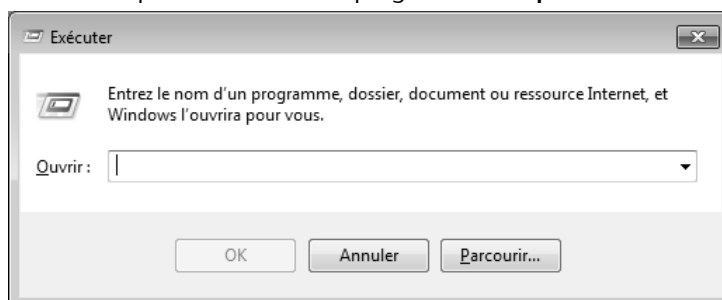 Exécuter
Entrez le nom d'un programme, dossier, document ou ressource Internet, et
Windows l'ouvrira pour vous.
Ouvrir :
OK Annuler Parcourir...